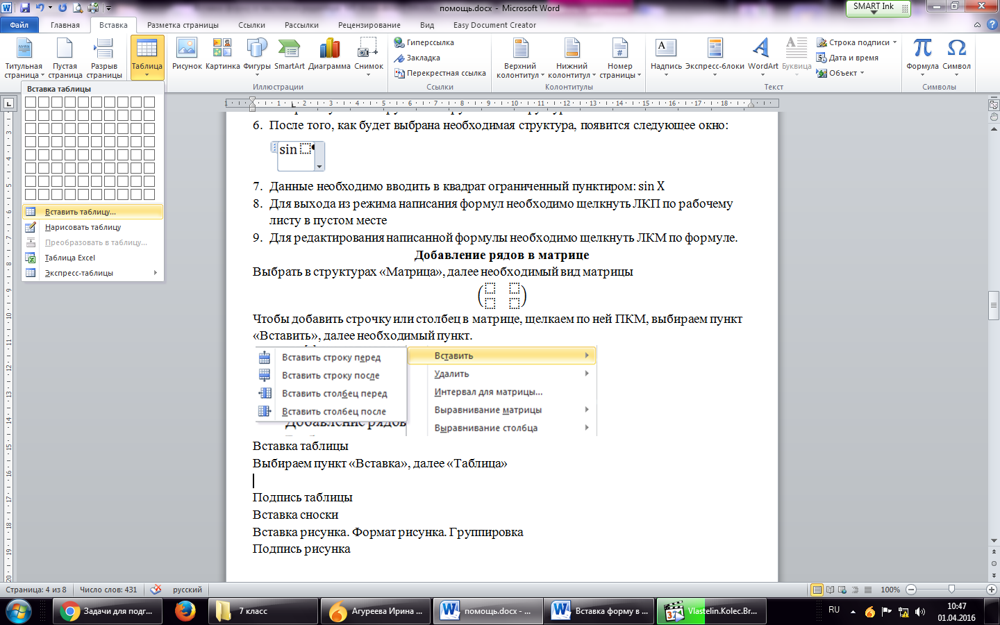 помощь.docx - Microsoft Word
SMART Ink
Файл Главная Вставка Разметка страницы Ссылки Рассылки Рецензирование Вид Easy Document Creator
Титульная страница
Пустая страница
Разрыв страницы
Таблица
Рисунок Картинка Фигуры SmartArt Диаграмма Снимок
Иллюстрации
Гиперссылка
Закладка
Перекрестная ссылка
Ссылки
Верхний колонтитул
Нижний колонтитул
Номер страницы
Колонтитулы
Надпись Экспресс-блоки WordArt Буквица
Строка подписи
Дата и время
Объект
Текст
Формула Символ
Символы
Вставка таблицы
Вставить таблицу...
Нарисовать таблицу
Преобразовать в таблицу...
Таблица Excel
Экспресс-таблицы
6. После того, как будет выбрана необходимая структура, появится следующее окно:
sin
7. Данные необходимо вводить в квадрат ограниченный пунктиром: sin X
8. Для выхода из режима написания формул необходимо щелкнуть ЛКП по рабочему
листу в пустом месте
9. Для редактирования написанной формулы необходимо щелкнуть ЛКМ по формуле.
Добавление рядов в матрице
Выбрать в структурах «Матрица», далее необходимый вид матрицы
Чтобы добавить строчку или столбец в матрице, щелкаем по ней ПКМ, выбираем пункт
«Вставить», далее необходимый пункт.
Вставить строку перед
Вставить строку после
Вставить столбец перед
Вставить столбец после
Добавление рядов
Вставить
Удалить
Интервал для матрицы...
Выравнивание матрицы
Выравнивание столбца
Вставка таблицы
Выбираем пункт «Вставка», далее «Таблица»
Подпись таблицы
Вставка сноски
Вставка рисунка. Формат рисунка. Группировка
Подпись рисунка
Страница: 4 из 8 Число слов: 431 русский 100%
Задачи для подг...
7 класс
Агуреева Ирина ...
помощь.docx - ...
Вставка форму в ...
Vlastelin.Kolec.Br...
RU
10:47
01.04.2016